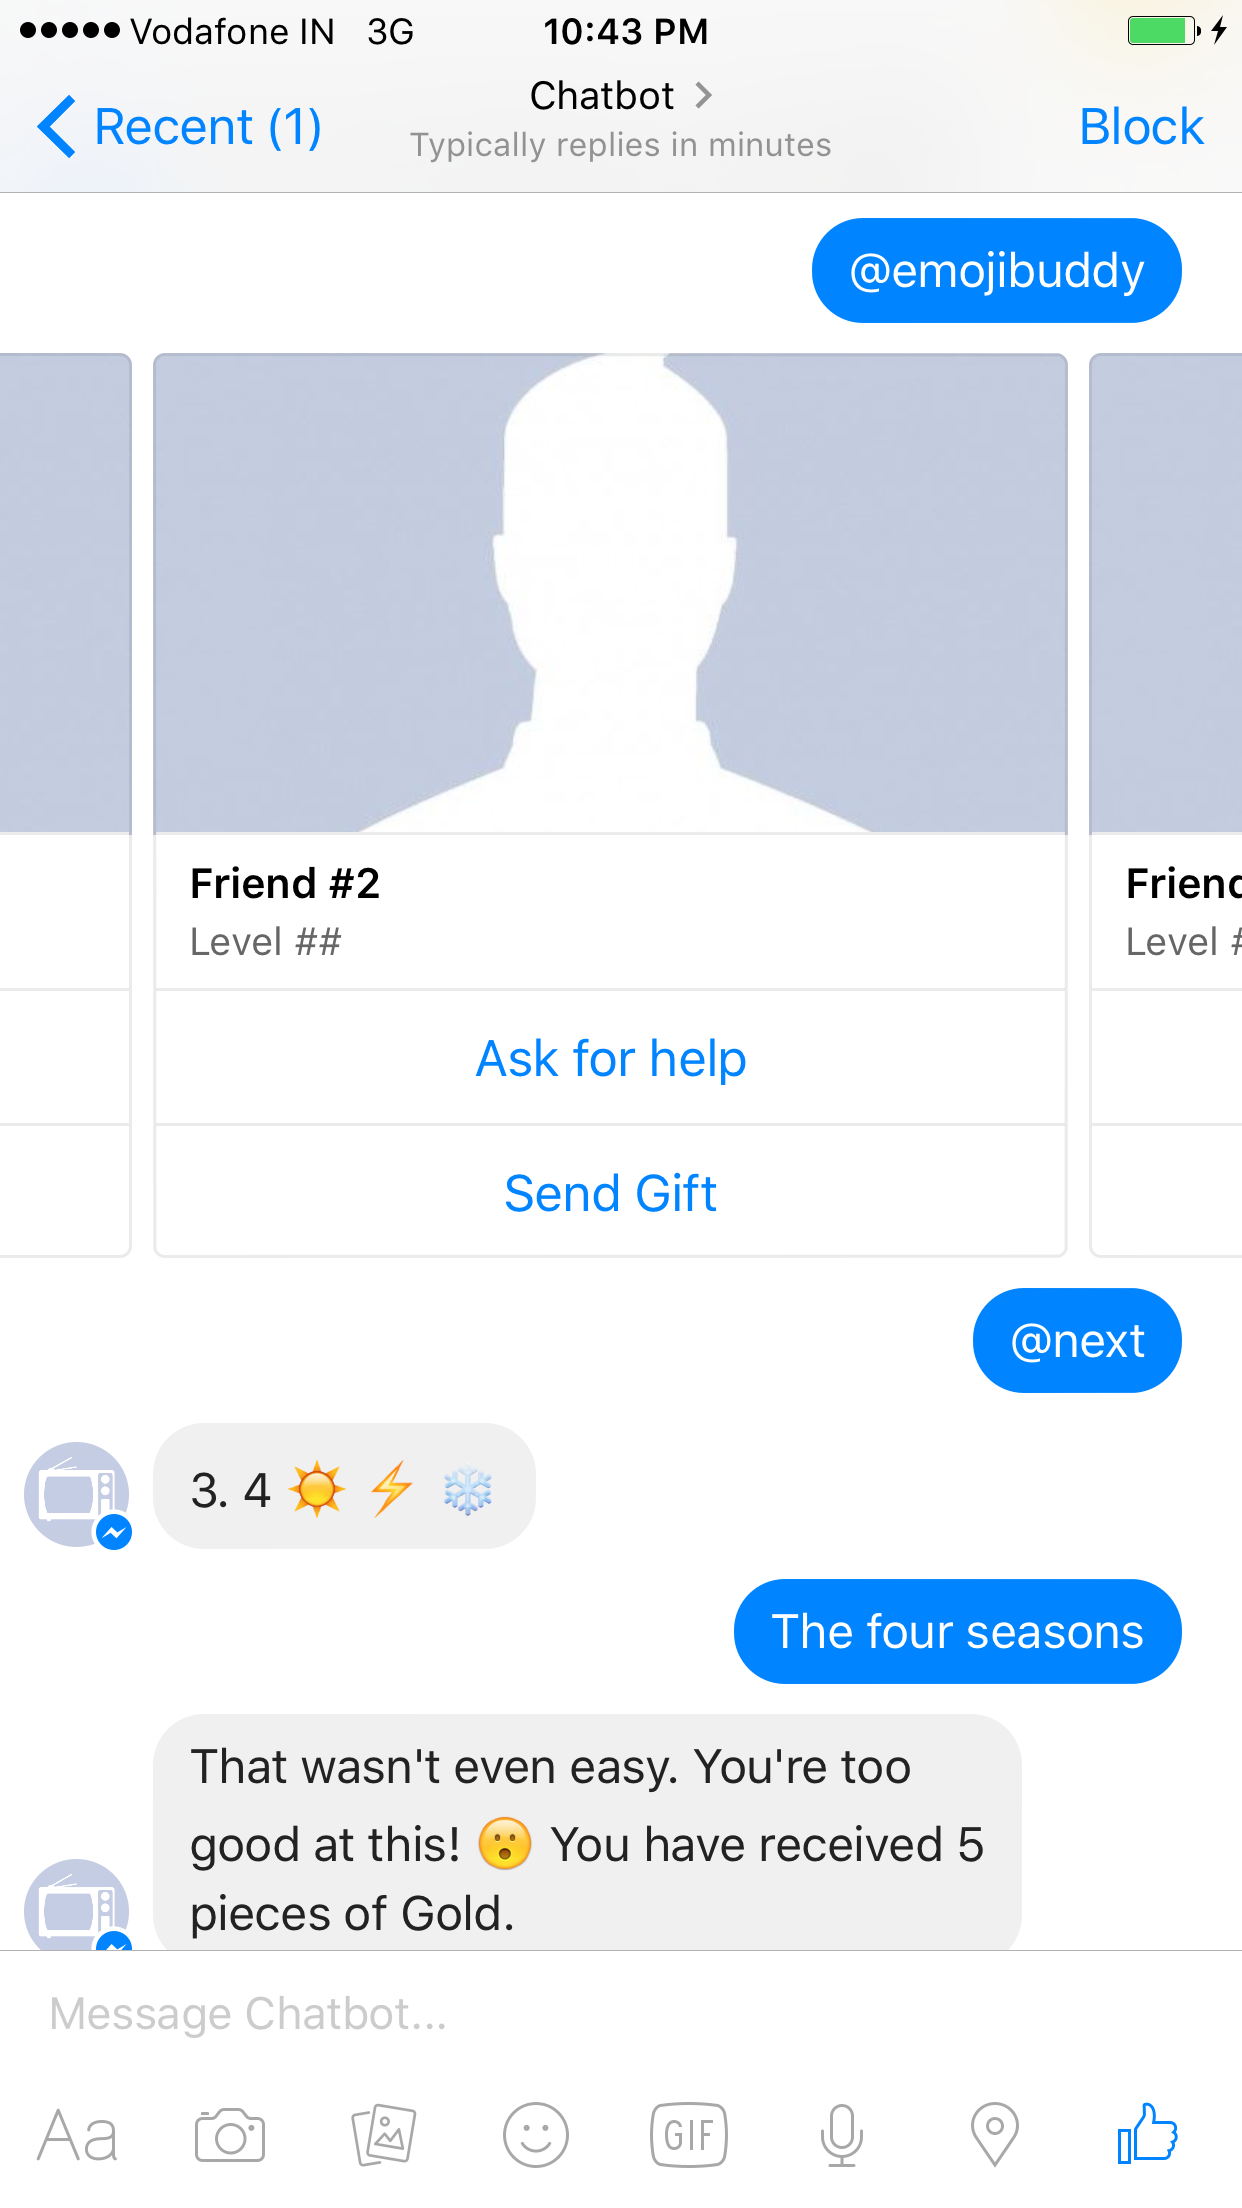 Vodafone IN 3G 10:43 PM
Recent (1)
Chatbot
Typically replies in minutes
Block
@emojibuddy
Friend #2
Level ##
Ask for help
Send Gift
Frien
Level #
@next
3. 4 ☀️ ⚡ ❄️
The four seasons
That wasn't even easy. You're too
good at this! 😮 You have received 5
pieces of Gold.
Message Chatbot...
Aa
GIF